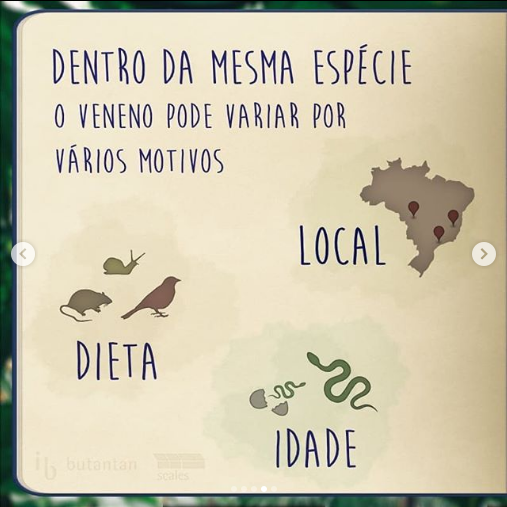 DENTRO DA MESMA ESPÉCIE
O VENENO PODE VARIAR POR
VÁRIOS MOTIVOS
LOCAL
DIETA
IDADE
ib butantan
scales